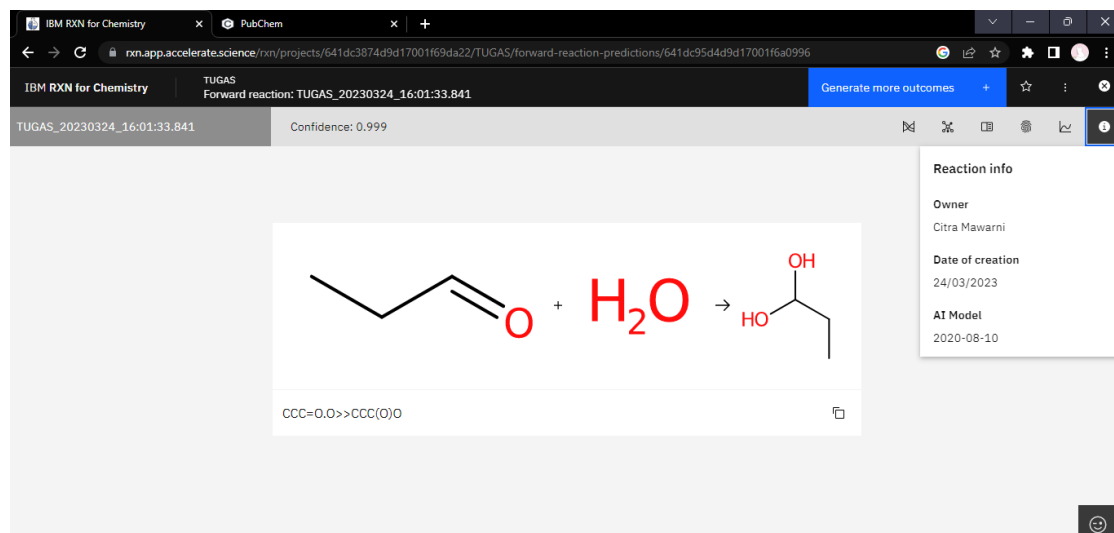 IBM RXN for Chemistry
PubChem
rxn.app.accelerate.science/rxn/projects/641dc3874d9d17001f69da22/TUGAS/forward-reaction-predictions/641dc95d4d9d17001f6a0996
IBM RXN for Chemistry
TUGAS
Forward reaction: TUGAS_20230324_16:01:33.841
Generate more outcomes +
TUGAS_20230324_16:01:33.841
Confidence: 0.999
Reaction info
Owner
Citra Mawarni
Date of creation
24/03/2023
AI Model
2020-08-10
O + H₂O → HO OH
CCC=O.O>>CCC(O)O